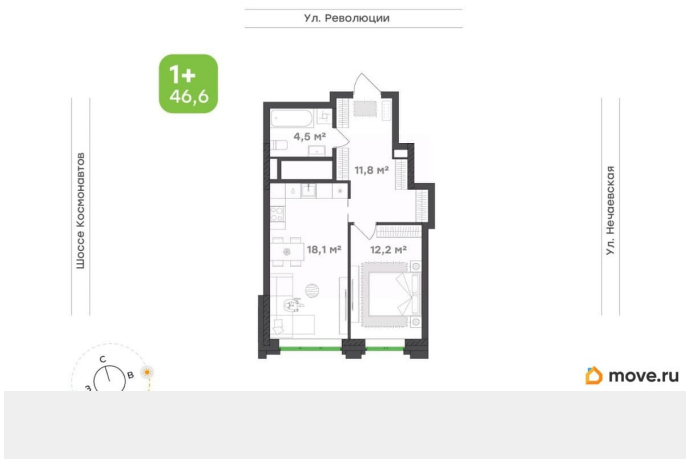 Ул. Революции
1+
46,6
Шоссе Космонавтов
4,5 м²
11,8 м²
Ул. Нечаевская
18,1 м²
12,2 м²
С
В
З
move.ru